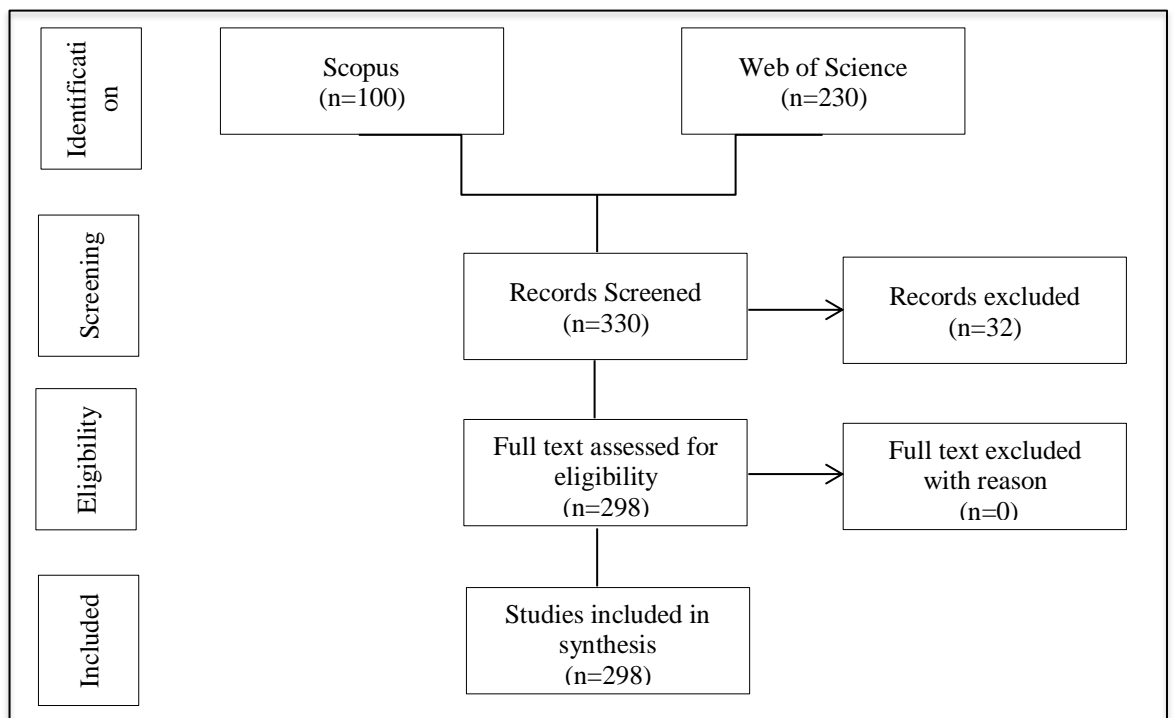 Identificati
on
Scopus
(n=100)
Web of Science
(n=230)
Screening
Records Screened
(n=330)
Records excluded
(n=32)
Eligibility
Full text assessed for
eligibility
(n=298)
Full text excluded
with reason
(n=0)
Included
Studies included in
synthesis
(n=298)